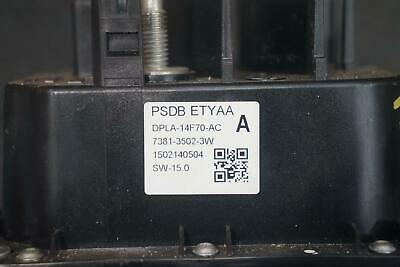 PSDB ETYAA
DPLA-14F70-AC A
7381-3502-3W
1502140504
SW-15.0